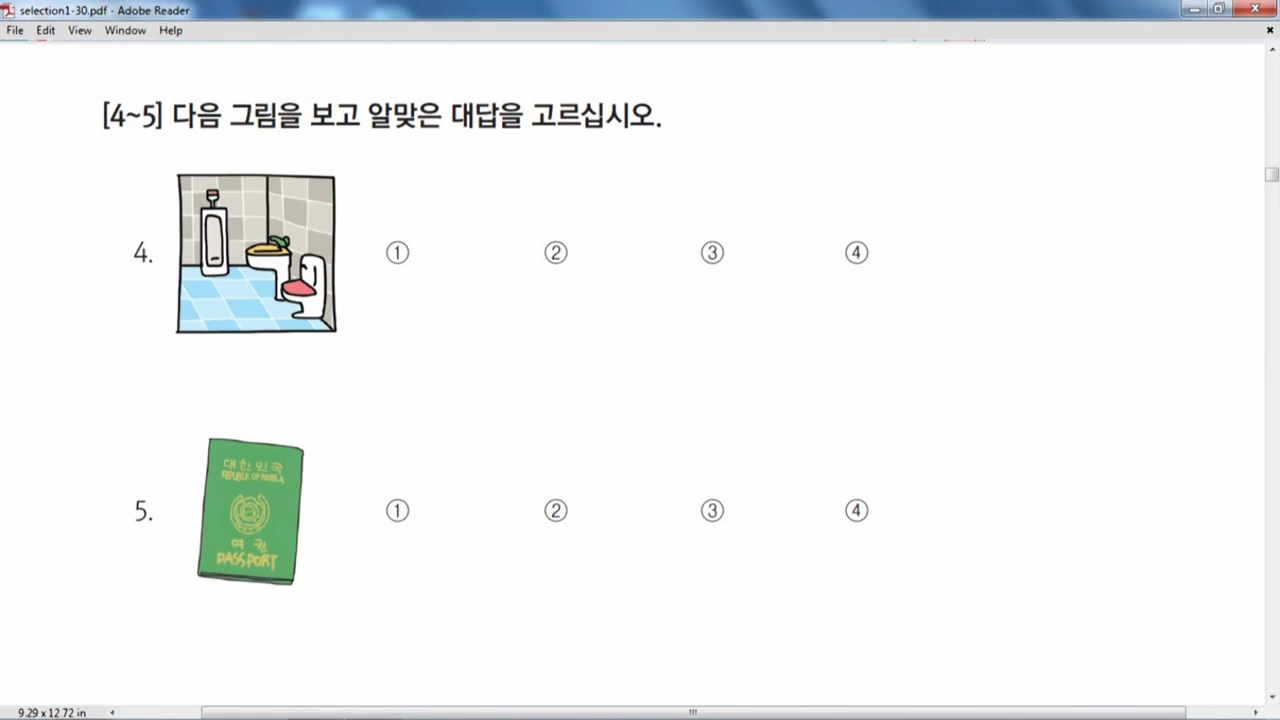 selection1-30.pdf - Adobe Reader
File Edit View Window Help
[4~5] 다음 그림을 보고 알맞은 대답을 고르십시오.
4. ① ② ③ ④
대한민국
REPUBLIK OF KOREA
여 권
PASSPORT
5. ① ② ③ ④
9.29 x 12.72 in